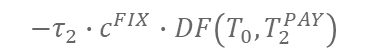 −τ₂ · c^{FIX} · DF(T₀, T₂^{PAY})